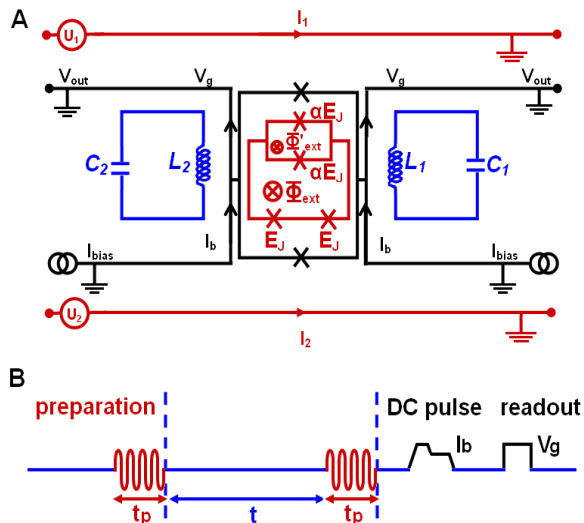 A
U1
I1
Vout Vg Vg Vout
αEJ
Φ'ext
C2 L2 αEJ L1 C1
Φext
EJ EJ
Ibias Ib Ib Ibias
U2
I2
B
preparation DC pulse readout
Ib Vg
tp t tp